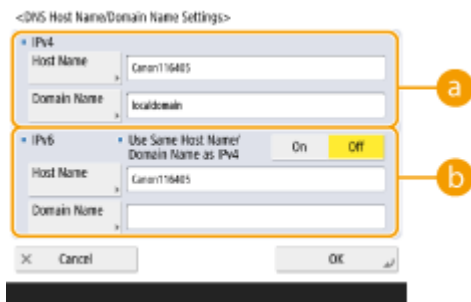 <DNS Host Name/Domain Name Settings>
IPv4
Host Name
Canon116405
Domain Name
localdomain
a
IPv6
Use Same Host Name/
Domain Name as IPv4
On
Off
Host Name
Canon116405
b
Domain Name
× Cancel
OK